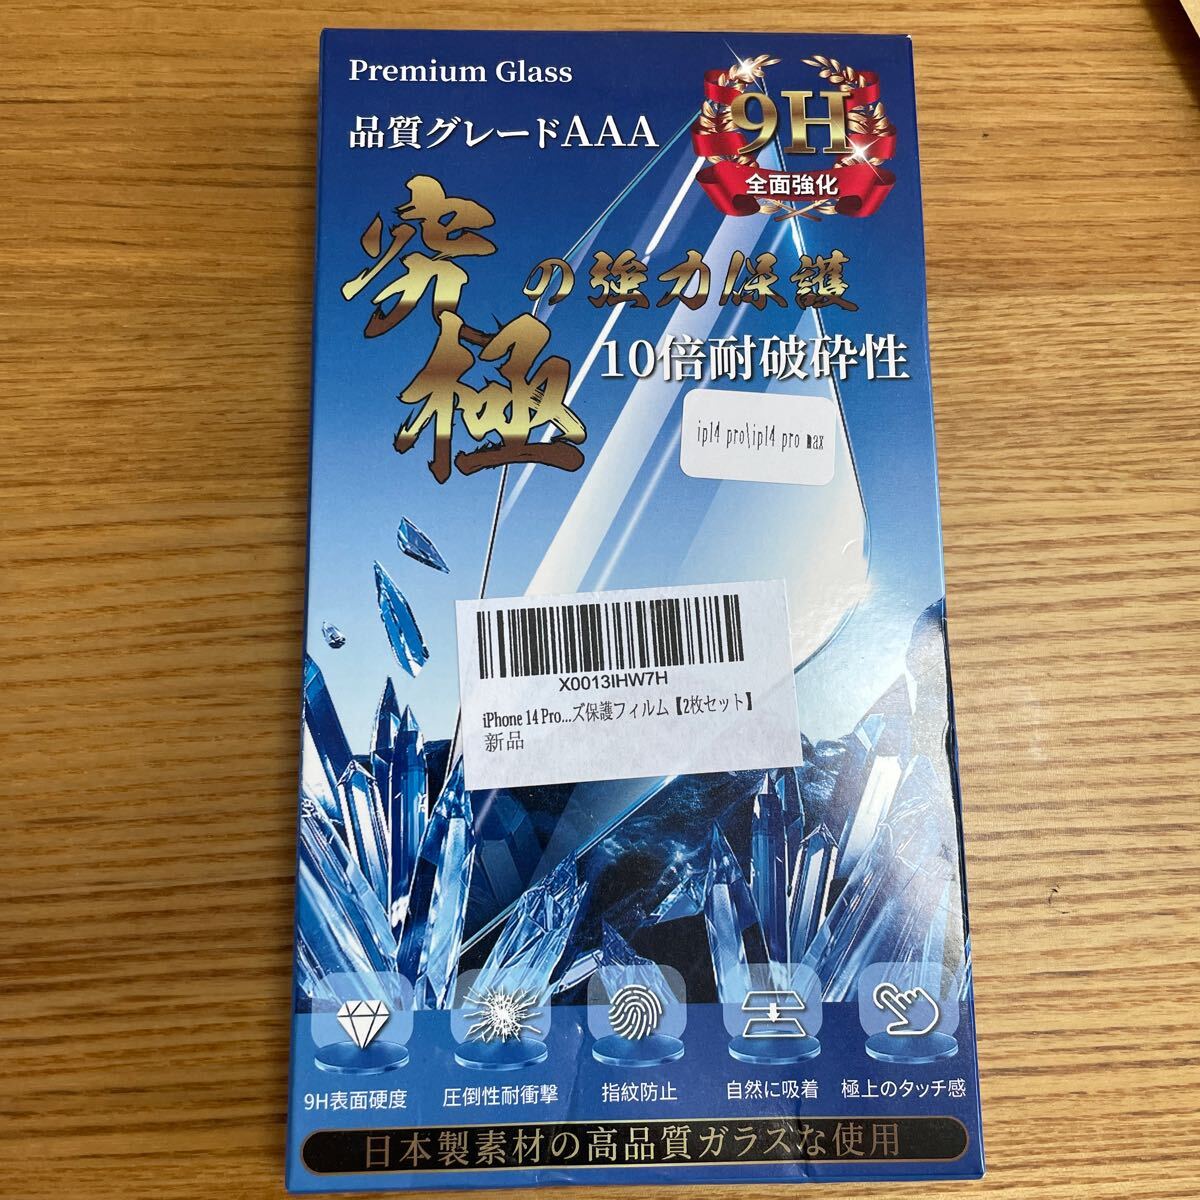 Premium Glass
品質グレードAAA
9H
全面強化
究極の強力保護
10倍耐破砕性
ip14 pro\ip14 pro max
X0013IHW7H
iPhone 14 Pro...ズ保護フィルム【2枚セット】
新品
9H表面硬度
圧倒性耐衝撃
指紋防止
自然に吸着
極上のタッチ感
日本製素材の高品質ガラスな使用